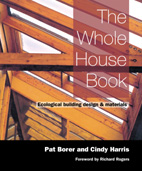 The
Whole
House
Book
Ecological building design & materials
Pat Borer and Cindy Harris
Foreword by Richard Rogers